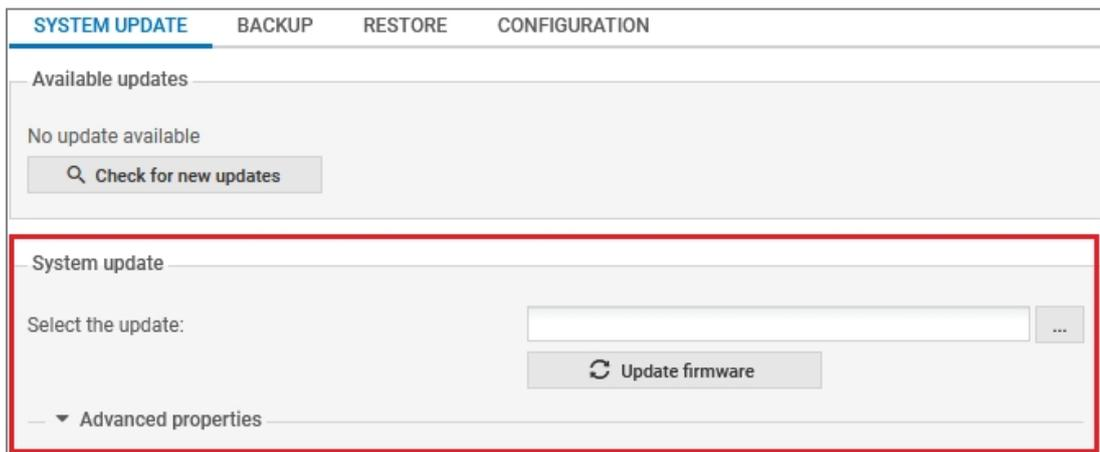 SYSTEM UPDATE BACKUP RESTORE CONFIGURATION
Available updates
No update available
Check for new updates
System update
Select the update:
...
Update firmware
Advanced properties